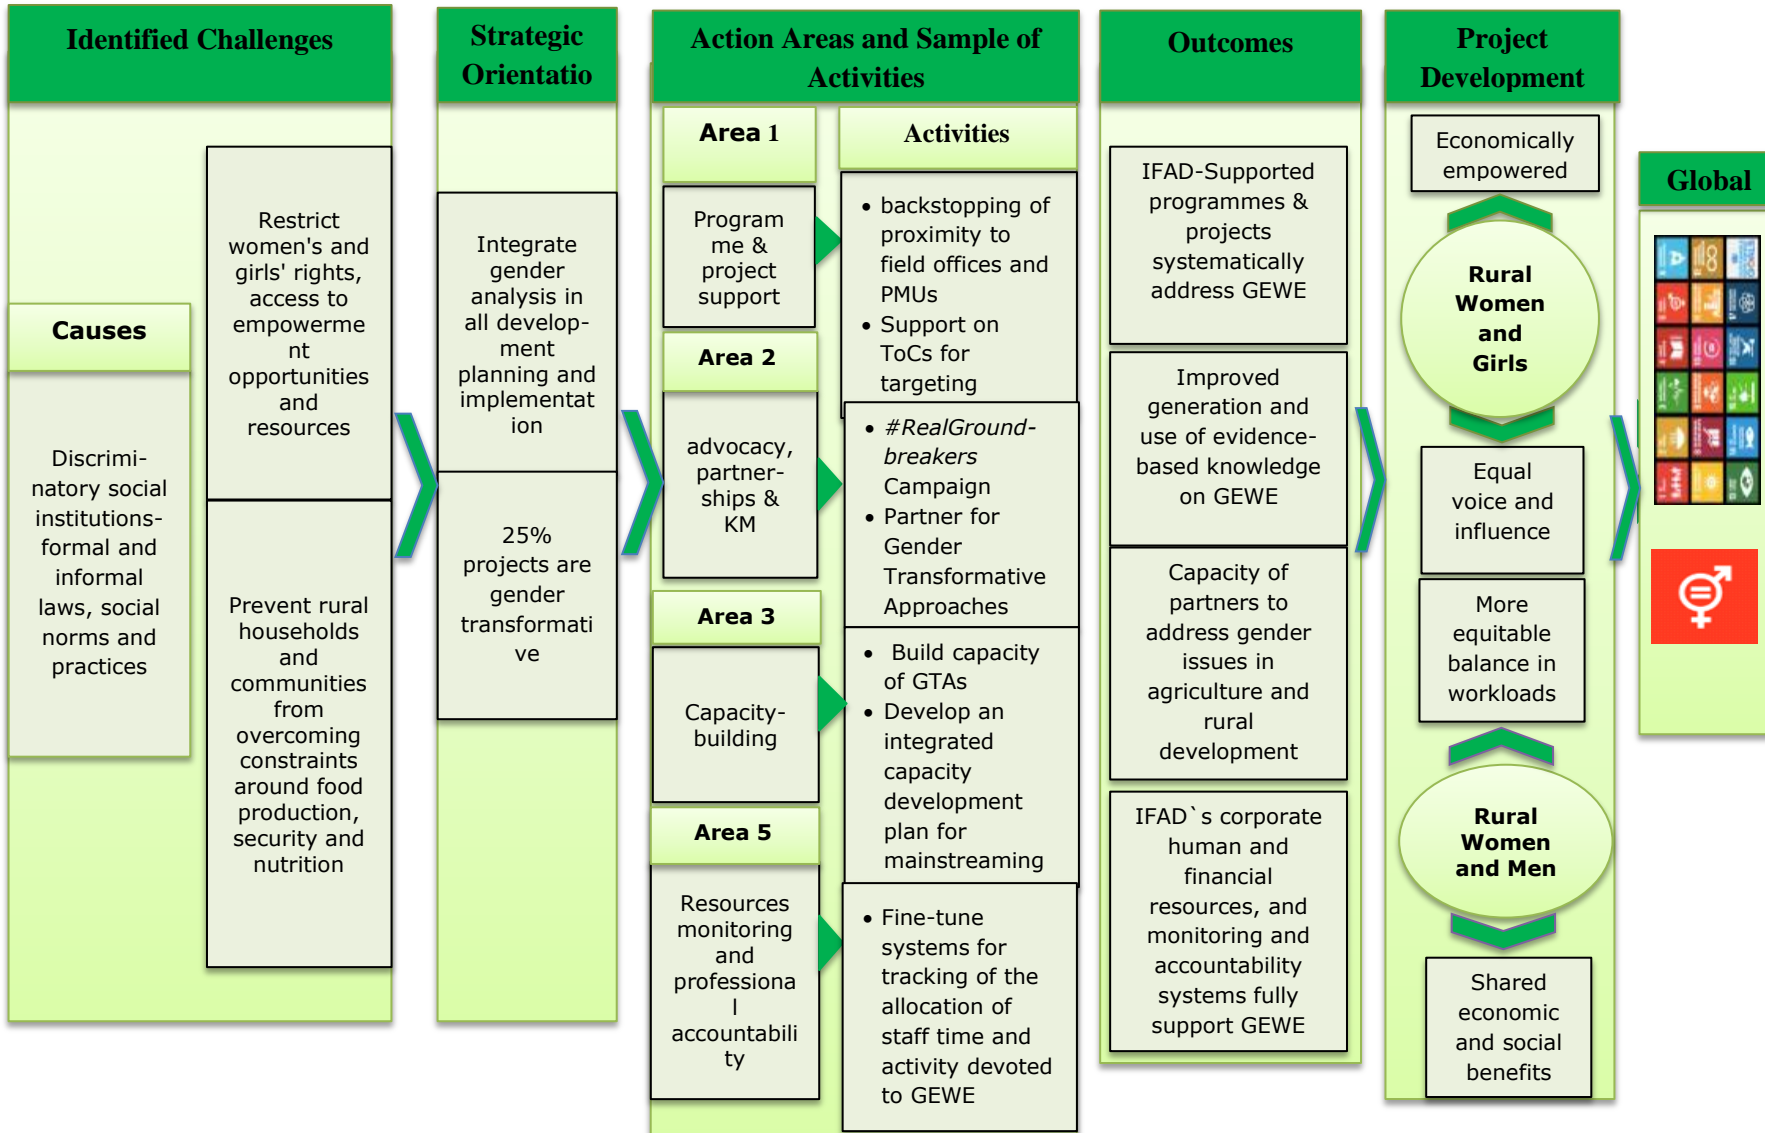 Identified Challenges
Causes
Discrimi-
natory social
institutions-
formal and
informal
laws, social
norms and
practices
Restrict
women's and
girls' rights,
access to
empowerme
nt
opportunities
and
resources
Prevent rural
households
and
communities
from
overcoming
constraints
around food
production,
security and
nutrition
Strategic
Orientatio
Integrate
gender
analysis in
all develop-
ment
planning and
implementat
ion
25%
projects are
gender
transformati
ve
Action Areas and Sample of
Activities
Area 1
Activities
Program
me &
project
support
• backstopping of
proximity to
field offices and
PMUs
• Support on
ToCs for
targeting
Area 2
advocacy,
partner-
ships &
KM
• #RealGround-
breakers
Campaign
• Partner for
Gender
Transformative
Approaches
Area 3
Capacity-
building
• Build capacity
of GTAs
• Develop an
integrated
capacity
development
plan for
mainstreaming
Area 5
Resources
monitoring
and
professiona
l
accountabili
ty
• Fine-tune
systems for
tracking of the
allocation of
staff time and
activity devoted
to GEWE
Outcomes
IFAD-Supported
programmes &
projects
systematically
address GEWE
Improved
generation and
use of evidence-
based knowledge
on GEWE
Capacity of
partners to
address gender
issues in
agriculture and
rural
development
IFAD`s corporate
human and
financial
resources, and
monitoring and
accountability
systems fully
support GEWE
Project
Development
Economically
empowered
Rural
Women
and
Girls
Equal
voice and
influence
More
equitable
balance in
workloads
Rural
Women
and Men
Shared
economic
and social
benefits
Global